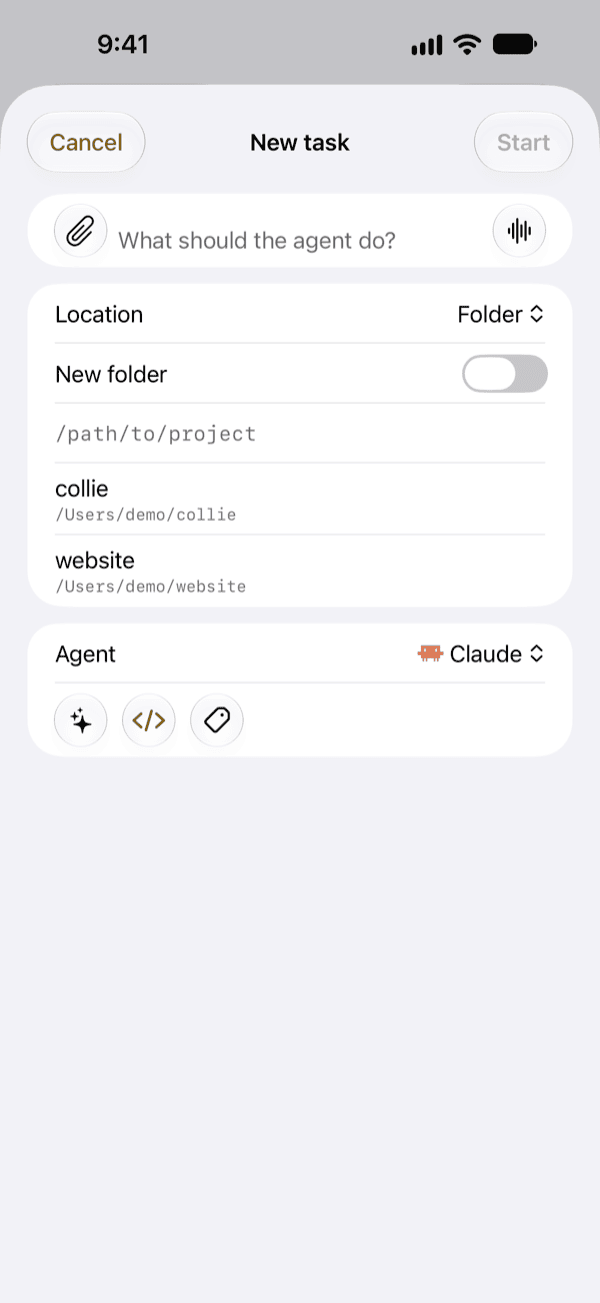 9:41
Cancel
New task
Start
What should the agent do?
Location
Folder
New folder
/path/to/project
collie
/Users/demo/collie
website
/Users/demo/website
Agent
Claude